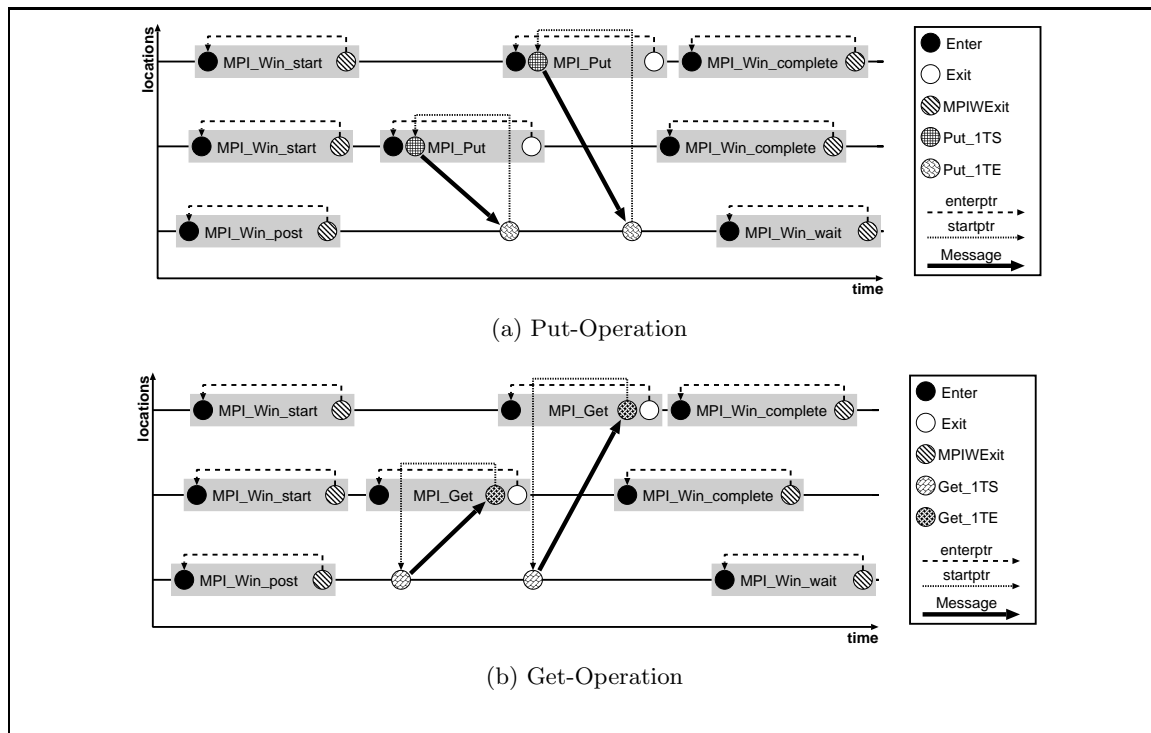 locations
MPI_Win_start
MPI_Put
MPI_Win_complete
MPI_Win_start
MPI_Put
MPI_Win_complete
MPI_Win_post
MPI_Win_wait
time
Enter
Exit
MPIWExit
Put_1TS
Put_1TE
enterptr
startptr
Message
(a) Put-Operation
locations
MPI_Win_start
MPI_Get
MPI_Win_complete
MPI_Win_start
MPI_Get
MPI_Win_complete
MPI_Win_post
MPI_Win_wait
time
Enter
Exit
MPIWExit
Get_1TS
Get_1TE
enterptr
startptr
Message
(b) Get-Operation